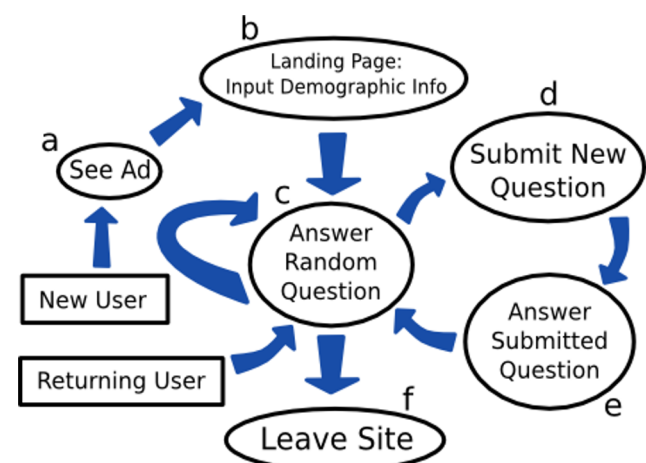 b
Landing Page:
Input Demographic Info
a
See Ad
d
Submit New
Question
c
Answer
Random
Question
New User
Returning User
Answer
Submitted
Question
e
f
Leave Site